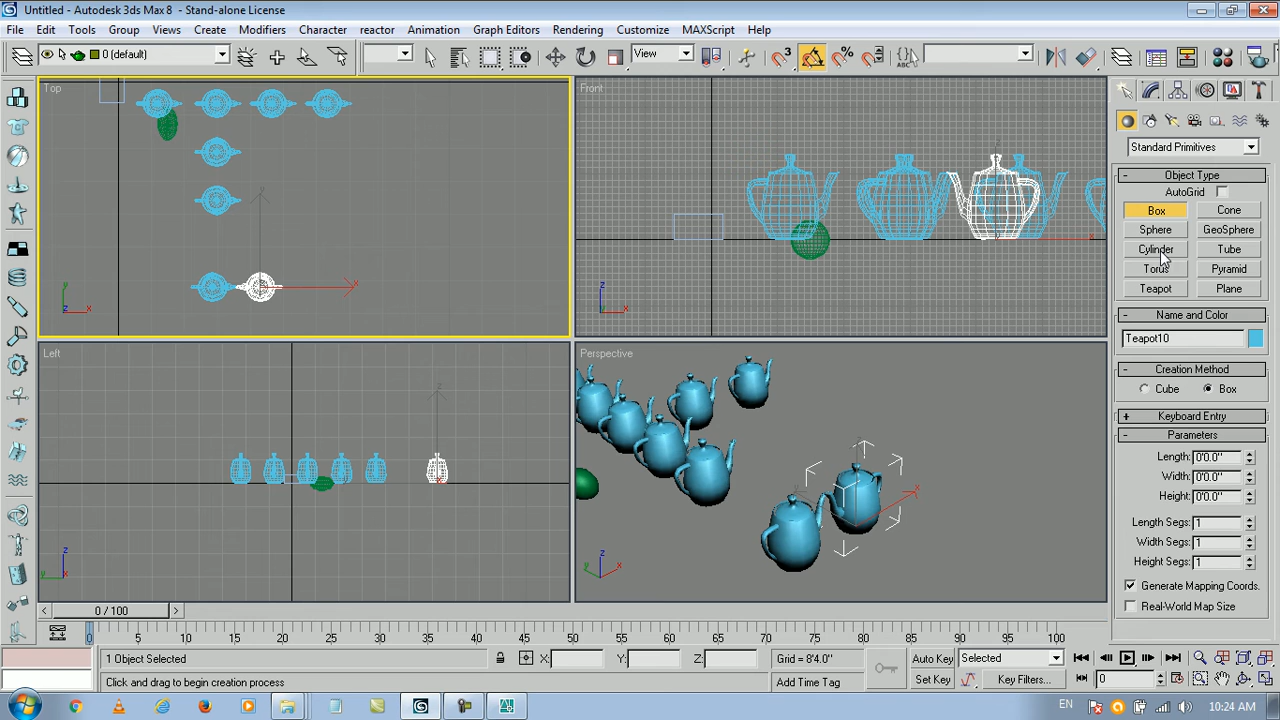 Untitled - Autodesk 3ds Max 8 - Stand-alone License
File Edit Tools Group Views Create Modifiers Character reactor Animation Graph Editors Rendering Customize MAXScript Help
0 (default) View 3 % ABC
Top Front
Standard Primitives
Object Type
AutoGrid
Box Cone
Sphere GeoSphere
Cylinder Tube
Torus Pyramid
Teapot Plane
Name and Color
Teapot10
Left Perspective
Creation Method
Cube Box
Keyboard Entry
Parameters
Length: 0'0.0"
Width: 0'0.0"
Height: 0'0.0"
Length Segs: 1
Width Segs: 1
Height Segs: 1
Generate Mapping Coords.
Real-World Map Size
0 / 100
0 5 10 15 20 25 30 35 40 45 50 55 60 65 70 75 80 85 90 95 100
1 Object Selected X: Y: Z: Grid = 8'4.0" Auto Key Selected
Click and drag to begin creation process Add Time Tag Set Key Key Filters... 0
EN 10:24 AM